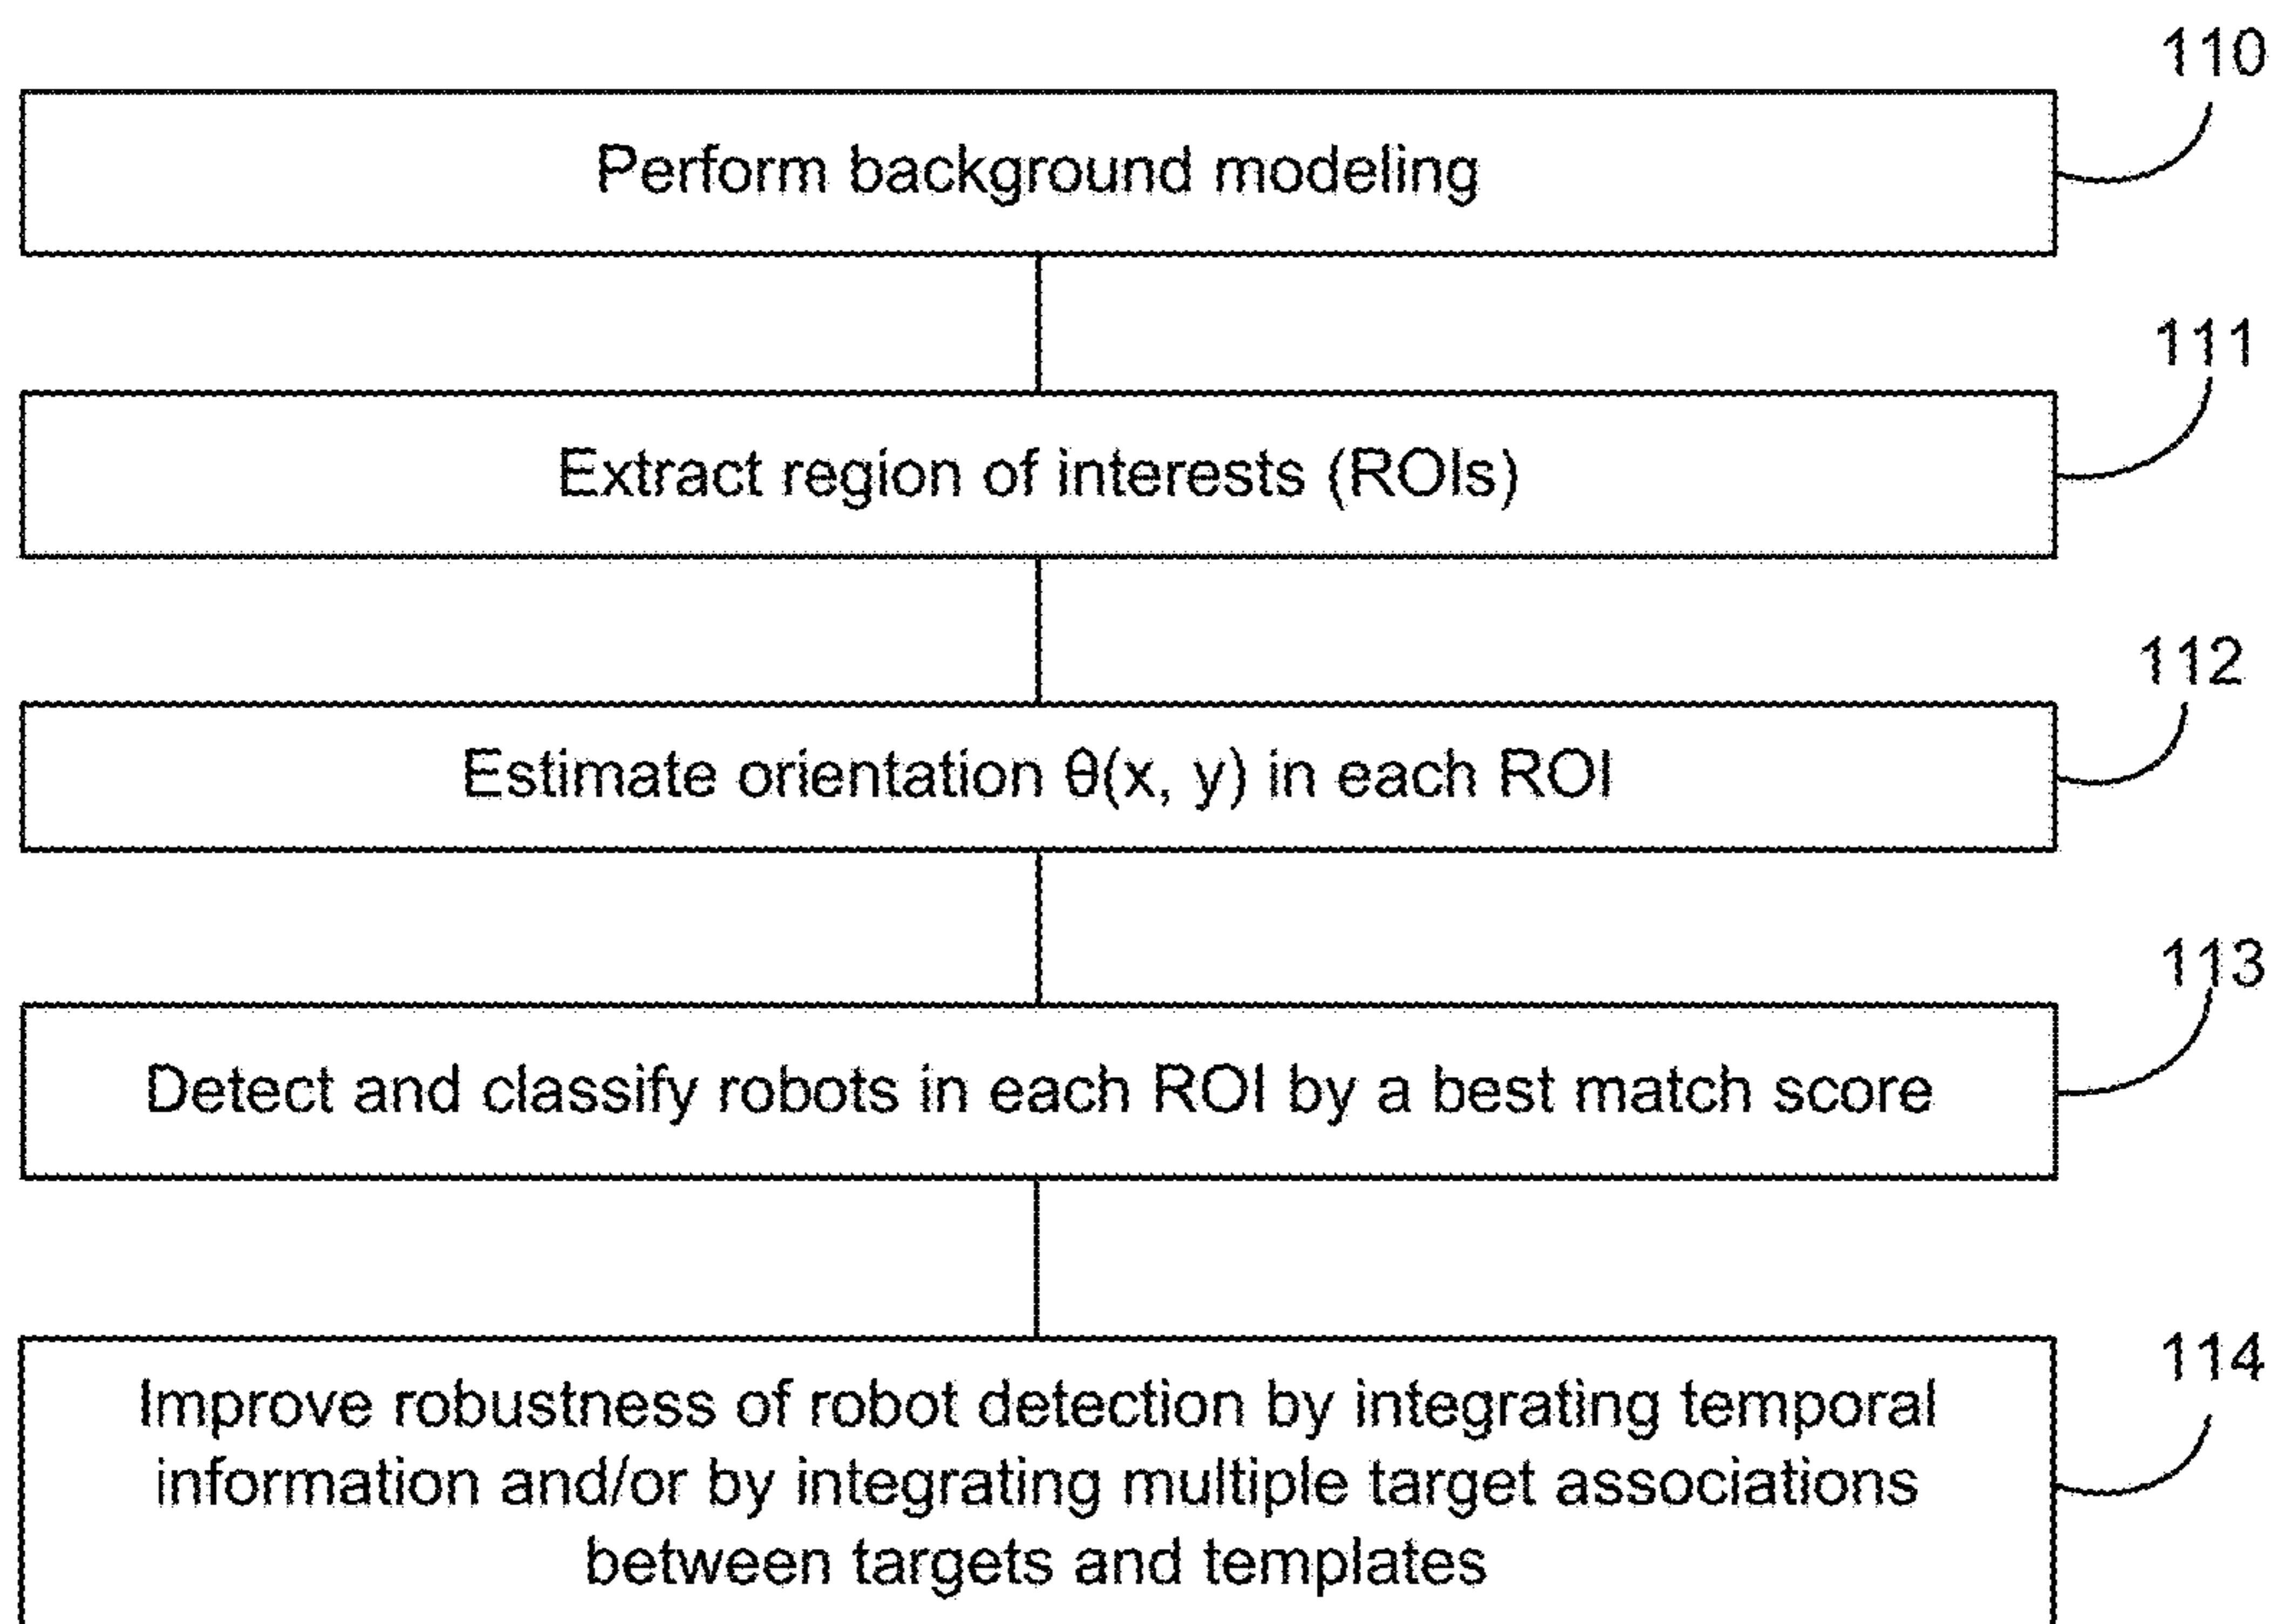 110
Perform background modeling
111
Extract region of interests (ROIs)
112
Estimate orientation θ(x, y) in each ROI
113
Detect and classify robots in each ROI by a best match score
114
Improve robustness of robot detection by integrating temporal
information and/or by integrating multiple target associations
between targets and templates